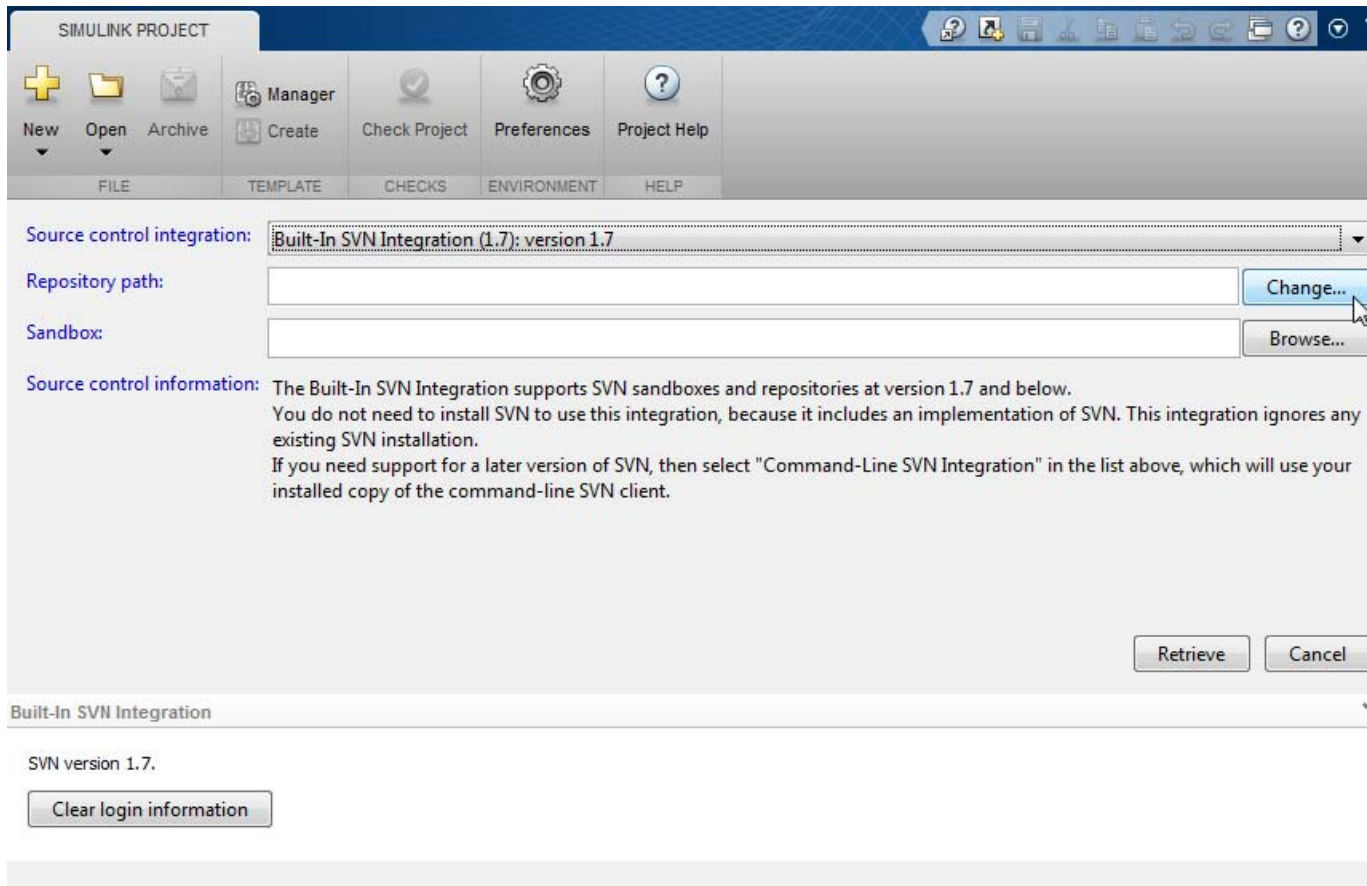 SIMULINK PROJECT
New
Open
Archive
Manager
Create
Check Project
Preferences
Project Help
FILE
TEMPLATE
CHECKS
ENVIRONMENT
HELP
Source control integration:
Built-In SVN Integration (1.7): version 1.7
Repository path:
Change...
Sandbox:
Browse...
Source control information:
The Built-In SVN Integration supports SVN sandboxes and repositories at version 1.7 and below.
You do not need to install SVN to use this integration, because it includes an implementation of SVN. This integration ignores any
existing SVN installation.
If you need support for a later version of SVN, then select "Command-Line SVN Integration" in the list above, which will use your
installed copy of the command-line SVN client.
Retrieve
Cancel
Built-In SVN Integration
SVN version 1.7.
Clear login information